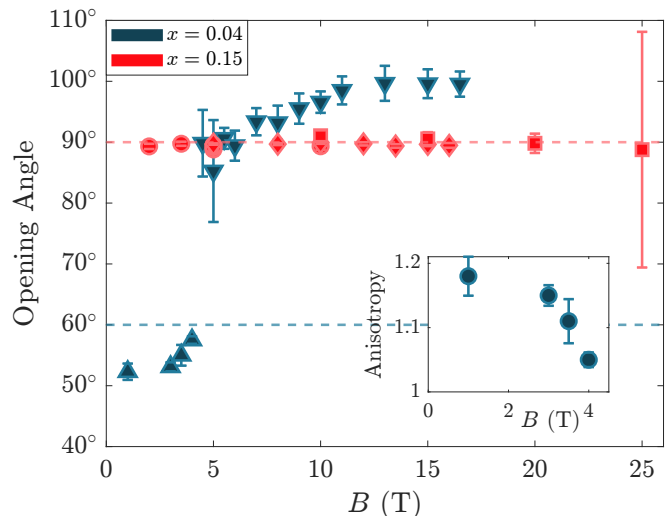 110°
100°
90°
80°
70°
60°
50°
40°
Opening Angle
x = 0.04
x = 0.15
1.2
1.1
1
Anisotropy
0 2 4
B (T)
0 5 10 15 20 25
B (T)